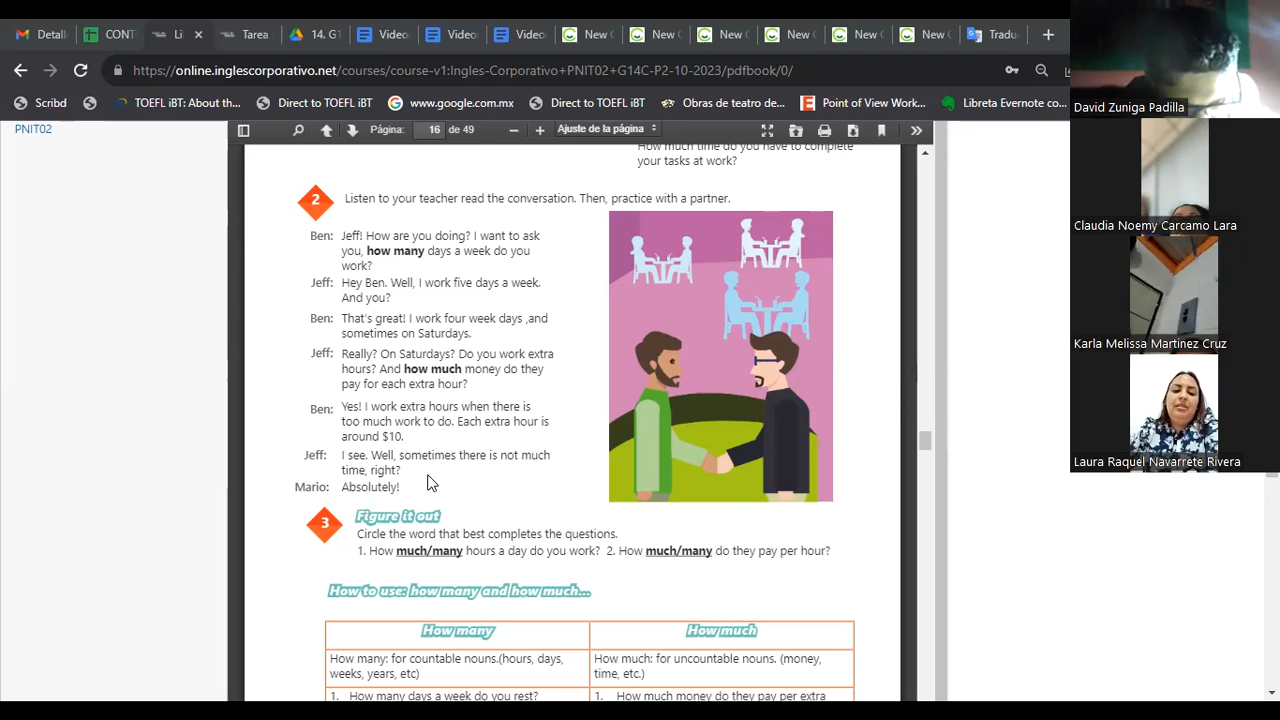 Detall
CONT
Li
Tarea
14. G1
Video
Video
Video
New C
New C
New C
New C
New C
New C
Tradu
https://online.inglescorporativo.net/courses/course-v1:Ingles-Corporativo+PNIT02+G14C-P2-10-2023/pdfbook/0/
Scribd
TOEFL iBT: About th...
Direct to TOEFL iBT
www.google.com.mx
Direct to TOEFL iBT
Obras de teatro de...
Point of View Work...
Libreta Evernote co...
PNIT02
Página:
16
de 49
Ajuste de la página
How much time do you have to complete
your tasks at work?
2
Listen to your teacher read the conversation. Then, practice with a partner.
Ben: Jeff! How are you doing? I want to ask
you, how many days a week do you
work?
Jeff: Hey Ben. Well, I work five days a week.
And you?
Ben: That's great! I work four week days ,and
sometimes on Saturdays.
Jeff: Really? On Saturdays? Do you work extra
hours? And how much money do they
pay for each extra hour?
Ben: Yes! I work extra hours when there is
too much work to do. Each extra hour is
around $10.
Jeff: I see. Well, sometimes there is not much
time, right?
Mario: Absolutely!
3
Figure it out
Circle the word that best completes the questions.
1. How much/many hours a day do you work? 2. How much/many do they pay per hour?
How to use: how many and how much...
How many
How much
How many: for countable nouns.(hours, days,
weeks, years, etc)
How much: for uncountable nouns. (money,
time, etc.)
1. How many days a week do you rest?
1. How much money do they pay per extra
David Zuniga Padilla
Claudia Noemy Carcamo Lara
Karla Melissa Martinez Cruz
Laura Raquel Navarrete Rivera